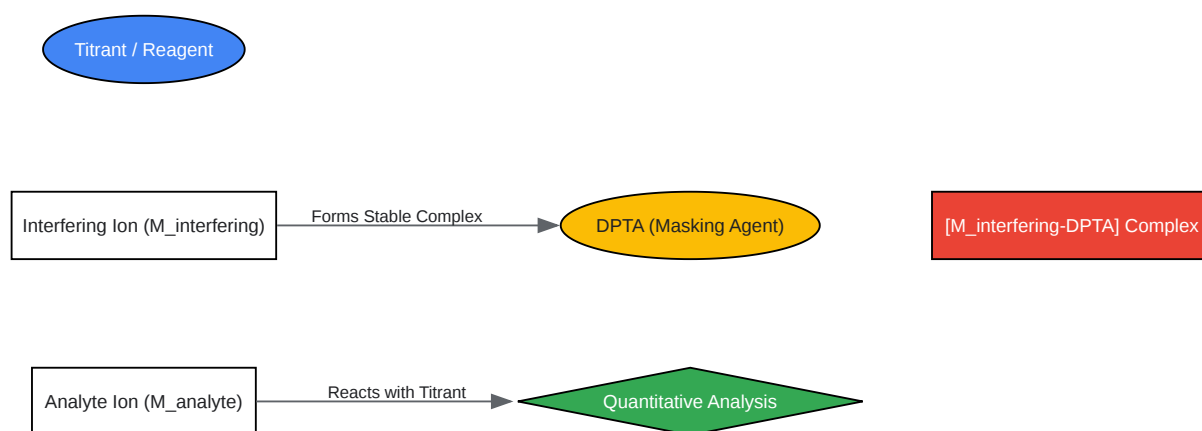 Titrant / Reagent
Interfering Ion (M_interfering)
Forms Stable Complex
DPTA (Masking Agent)
[M_interfering-DPTA] Complex
Analyte Ion (M_analyte)
Reacts with Titrant
Quantitative Analysis